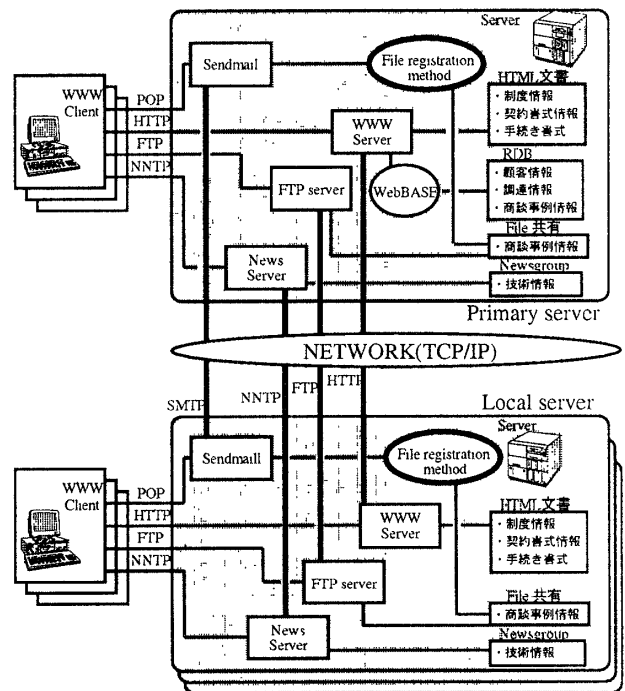 Server
Sendmail
File registration
method
HTML文書
・制度情報
・契約書式情報
・手続き書式
WWW
Client
POP
HTTP
FTP
NNTP
WWW
Server
RDB
・顧客情報
・調達情報
・商談事例情報
FTP server
WebBASE
File 共有
・商談事例情報
News
Server
Newsgroup
・技術情報
Primary server
NETWORK(TCP/IP)
SMTP
NNTP
FTP
HTTP
Local server
Server
Sendmaill
File registration
method
WWW
Client
POP
HTTP
FTP
NNTP
HTML文書
・制度情報
・契約書式情報
・手続き書式
WWW
Server
FTP server
File 共有
・商談事例情報
News
Server
Newsgroup
・技術情報